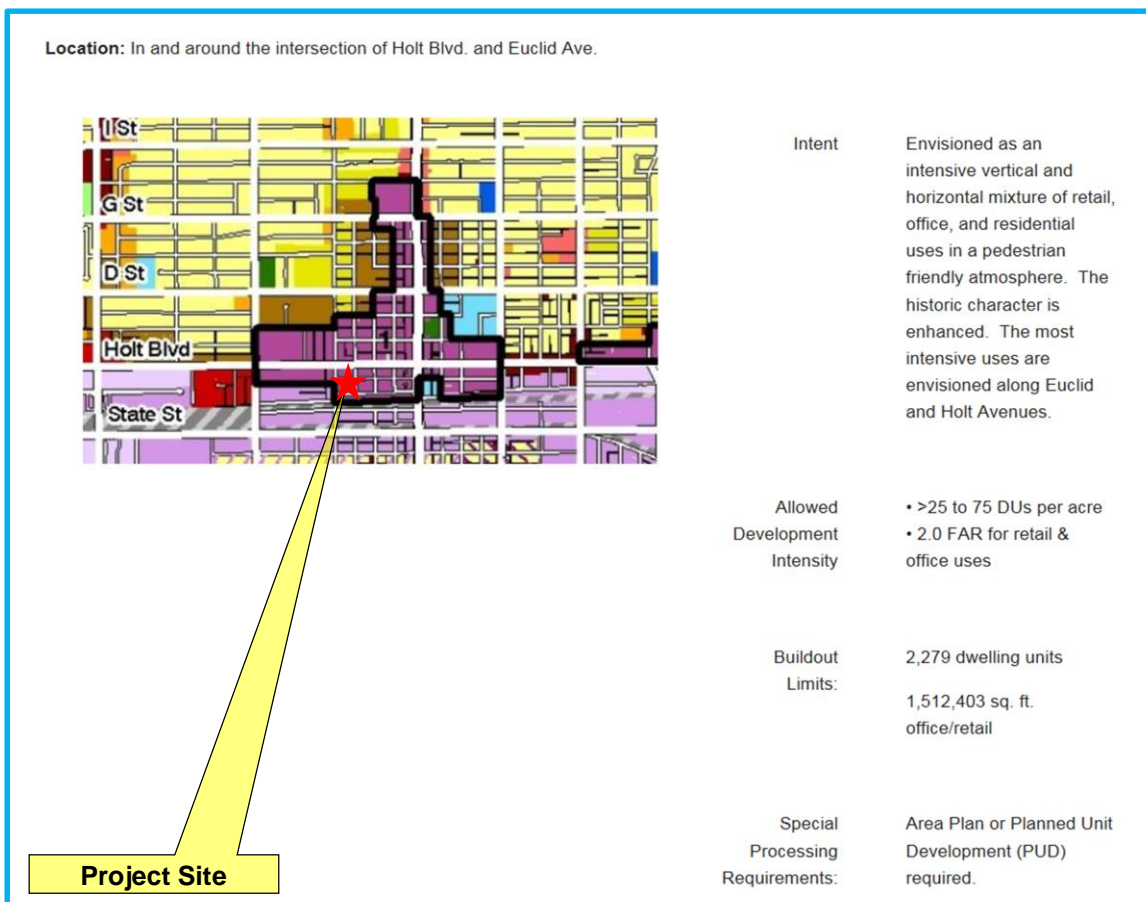 Location: In and around the intersection of Holt Blvd. and Euclid Ave.
I St
G St
D St
Holt Blvd
State St
1
Project Site
Intent
Envisioned as an
intensive vertical and
horizontal mixture of retail,
office, and residential
uses in a pedestrian
friendly atmosphere. The
historic character is
enhanced. The most
intensive uses are
envisioned along Euclid
and Holt Avenues.
Allowed
Development
Intensity
• >25 to 75 DUs per acre
• 2.0 FAR for retail &
office uses
Buildout
Limits:
2,279 dwelling units
1,512,403 sq. ft.
office/retail
Special
Processing
Requirements:
Area Plan or Planned Unit
Development (PUD)
required.